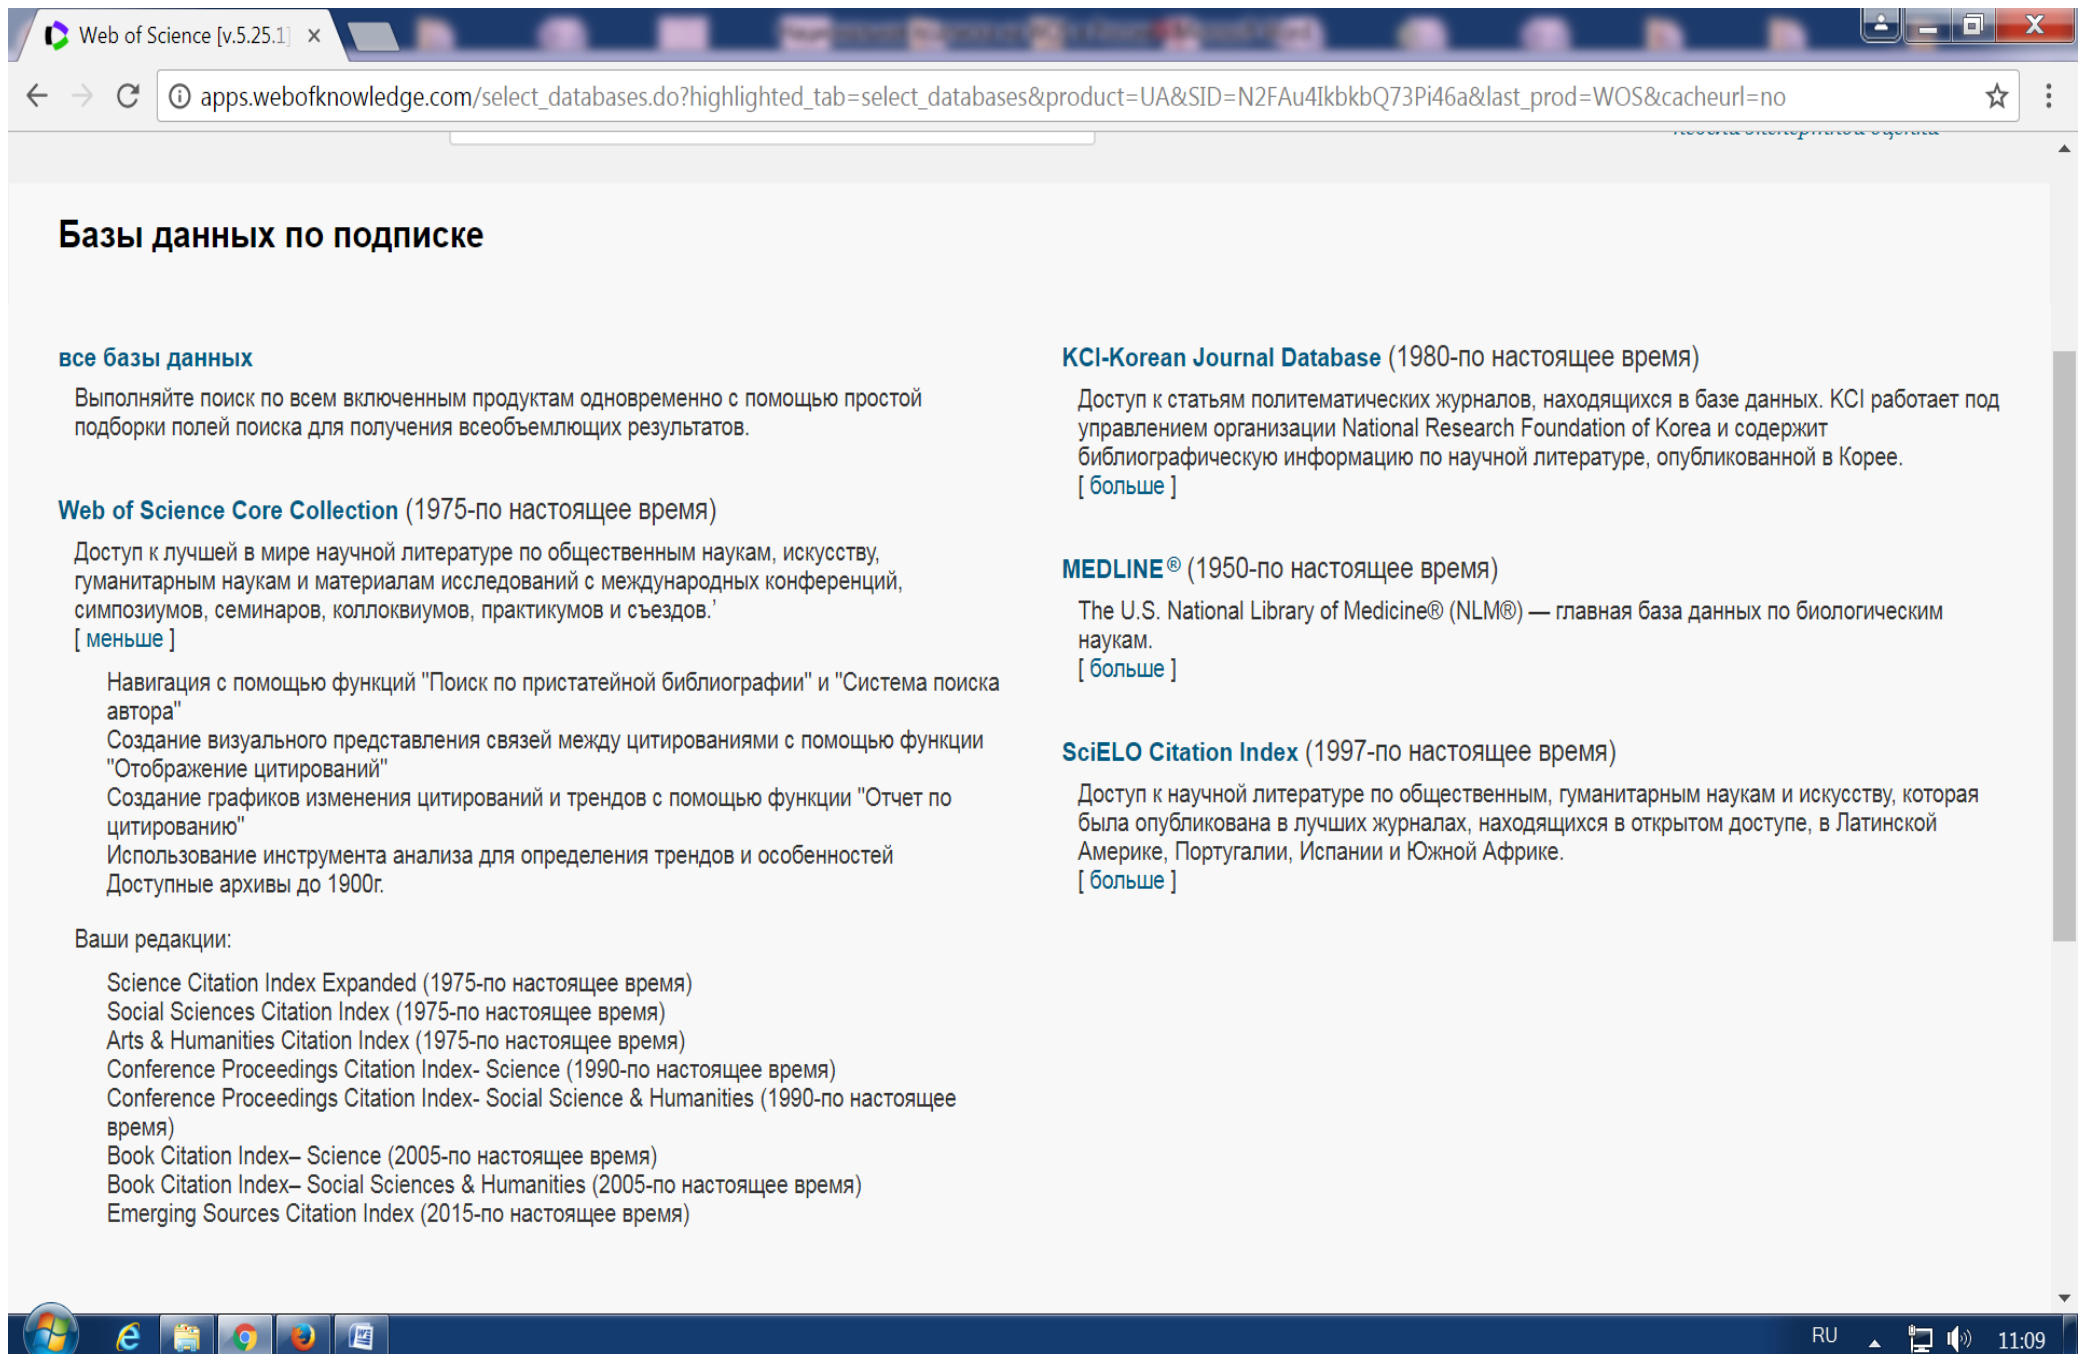 Web of Science [v.5.25.1]
apps.webofknowledge.com/select_databases.do?highlighted_tab=select_databases&product=UA&SID=N2FAu4IkbkbQ73Pi46a&last_prod=WOS&cacheurl=no
Базы данных по подписке
все базы данных
Выполняйте поиск по всем включенным продуктам одновременно с помощью простой
подборки полей поиска для получения всеобъемлющих результатов.
Web of Science Core Collection (1975-по настоящее время)
Доступ к лучшей в мире научной литературе по общественным наукам, искусству,
гуманитарным наукам и материалам исследований с международных конференций,
симпозиумов, семинаров, коллоквиумов, практикумов и съездов.’
[ меньше ]
Навигация с помощью функций "Поиск по пристатейной библиографии" и "Система поиска
автора"
Создание визуального представления связей между цитированиями с помощью функции
"Отображение цитирований"
Создание графиков изменения цитирований и трендов с помощью функции "Отчет по
цитированию"
Использование инструмента анализа для определения трендов и особенностей
Доступные архивы до 1900г.
Ваши редакции:
Science Citation Index Expanded (1975-по настоящее время)
Social Sciences Citation Index (1975-по настоящее время)
Arts & Humanities Citation Index (1975-по настоящее время)
Conference Proceedings Citation Index- Science (1990-по настоящее время)
Conference Proceedings Citation Index- Social Science & Humanities (1990-по настоящее
время)
Book Citation Index– Science (2005-по настоящее время)
Book Citation Index– Social Sciences & Humanities (2005-по настоящее время)
Emerging Sources Citation Index (2015-по настоящее время)
KCI-Korean Journal Database (1980-по настоящее время)
Доступ к статьям политематических журналов, находящихся в базе данных. KCI работает под
управлением организации National Research Foundation of Korea и содержит
библиографическую информацию по научной литературе, опубликованной в Корее.
[ больше ]
MEDLINE® (1950-по настоящее время)
The U.S. National Library of Medicine® (NLM®) — главная база данных по биологическим
наукам.
[ больше ]
SciELO Citation Index (1997-по настоящее время)
Доступ к научной литературе по общественным, гуманитарным наукам и искусству, которая
была опубликована в лучших журналах, находящихся в открытом доступе, в Латинской
Америке, Португалии, Испании и Южной Африке.
[ больше ]
RU
11:09